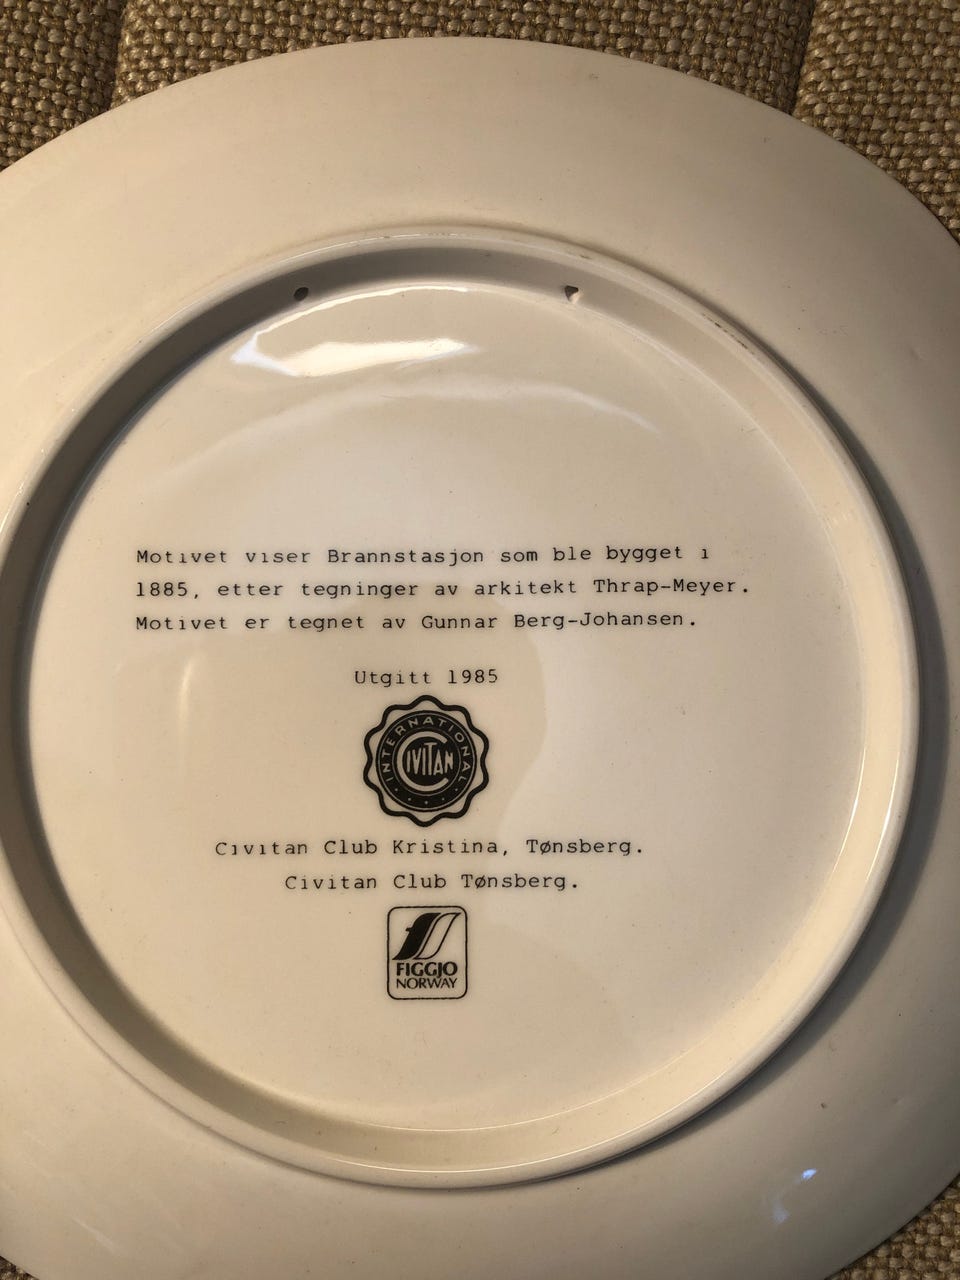 Motivet viser Brannstasjon som ble bygget i
1885, etter tegninger av arkitekt Thrap-Meyer.
Motivet er tegnet av Gunnar Berg-Johansen.
Utgitt 1985
INTERNATIONAL
CIVITAN
Civitan Club Kristina, Tønsberg.
Civitan Club Tønsberg.
FIGGJO
NORWAY